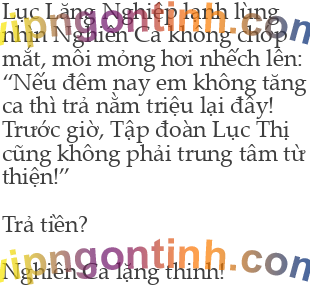 Lục Lăng Nghiệp lạnh lùng
nhìn Nghiên Ca không chớp
mắt, môi mỏng hơi nhếch lên:
“Nếu đêm nay em không tăng
ca thì trả năm triệu lại đây!
Trước giờ, Tập đoàn Lục Thị
cũng không phải trung tâm từ
thiện!”
Trả tiền?
vipngontinh.com
Nghiên Ca lặng thinh!